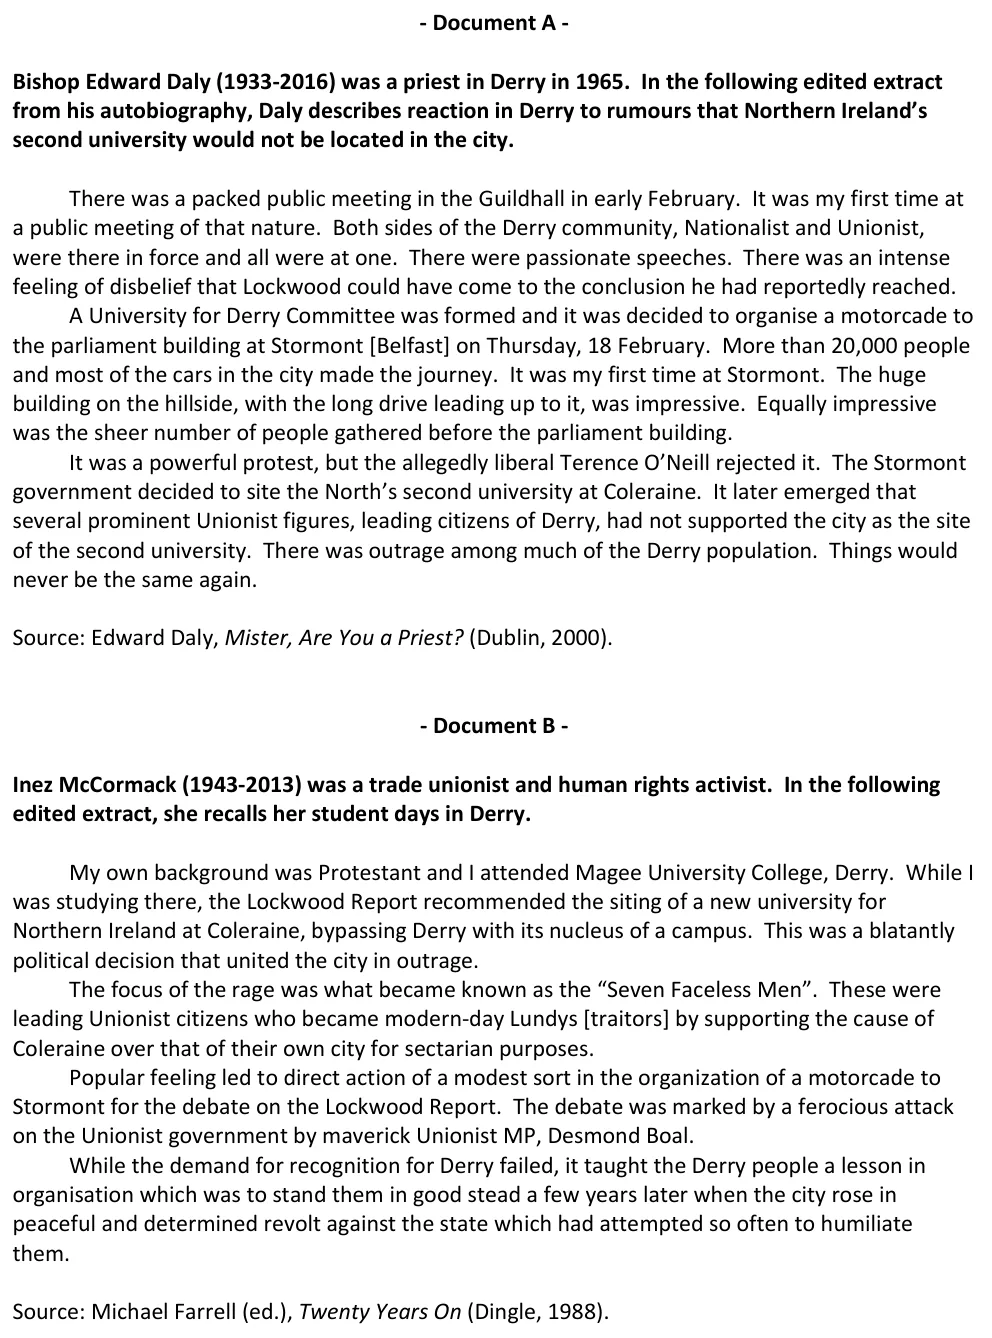 - Document A -
Bishop Edward Daly (1933-2016) was a priest in Derry in 1965.  In the following edited extract
from his autobiography, Daly describes reaction in Derry to rumours that Northern Ireland’s
second university would not be located in the city.
There was a packed public meeting in the Guildhall in early February.  It was my first time at
a public meeting of that nature.  Both sides of the Derry community, Nationalist and Unionist,
were there in force and all were at one.  There were passionate speeches.  There was an intense
feeling of disbelief that Lockwood could have come to the conclusion he had reportedly reached.
A University for Derry Committee was formed and it was decided to organise a motorcade to
the parliament building at Stormont [Belfast] on Thursday, 18 February.  More than 20,000 people
and most of the cars in the city made the journey.  It was my first time at Stormont.  The huge
building on the hillside, with the long drive leading up to it, was impressive.  Equally impressive
was the sheer number of people gathered before the parliament building.
It was a powerful protest, but the allegedly liberal Terence O’Neill rejected it.  The Stormont
government decided to site the North’s second university at Coleraine.  It later emerged that
several prominent Unionist figures, leading citizens of Derry, had not supported the city as the site
of the second university.  There was outrage among much of the Derry population.  Things would
never be the same again.
Source: Edward Daly, Mister, Are You a Priest? (Dublin, 2000).
- Document B -
Inez McCormack (1943-2013) was a trade unionist and human rights activist.  In the following
edited extract, she recalls her student days in Derry.
My own background was Protestant and I attended Magee University College, Derry.  While I
was studying there, the Lockwood Report recommended the siting of a new university for
Northern Ireland at Coleraine, bypassing Derry with its nucleus of a campus.  This was a blatantly
political decision that united the city in outrage.
The focus of the rage was what became known as the “Seven Faceless Men”.  These were
leading Unionist citizens who became modern-day Lundys [traitors] by supporting the cause of
Coleraine over that of their own city for sectarian purposes.
Popular feeling led to direct action of a modest sort in the organization of a motorcade to
Stormont for the debate on the Lockwood Report.  The debate was marked by a ferocious attack
on the Unionist government by maverick Unionist MP, Desmond Boal.
While the demand for recognition for Derry failed, it taught the Derry people a lesson in
organisation which was to stand them in good stead a few years later when the city rose in
peaceful and determined revolt against the state which had attempted so often to humiliate
them.
Source: Michael Farrell (ed.), Twenty Years On (Dingle, 1988).